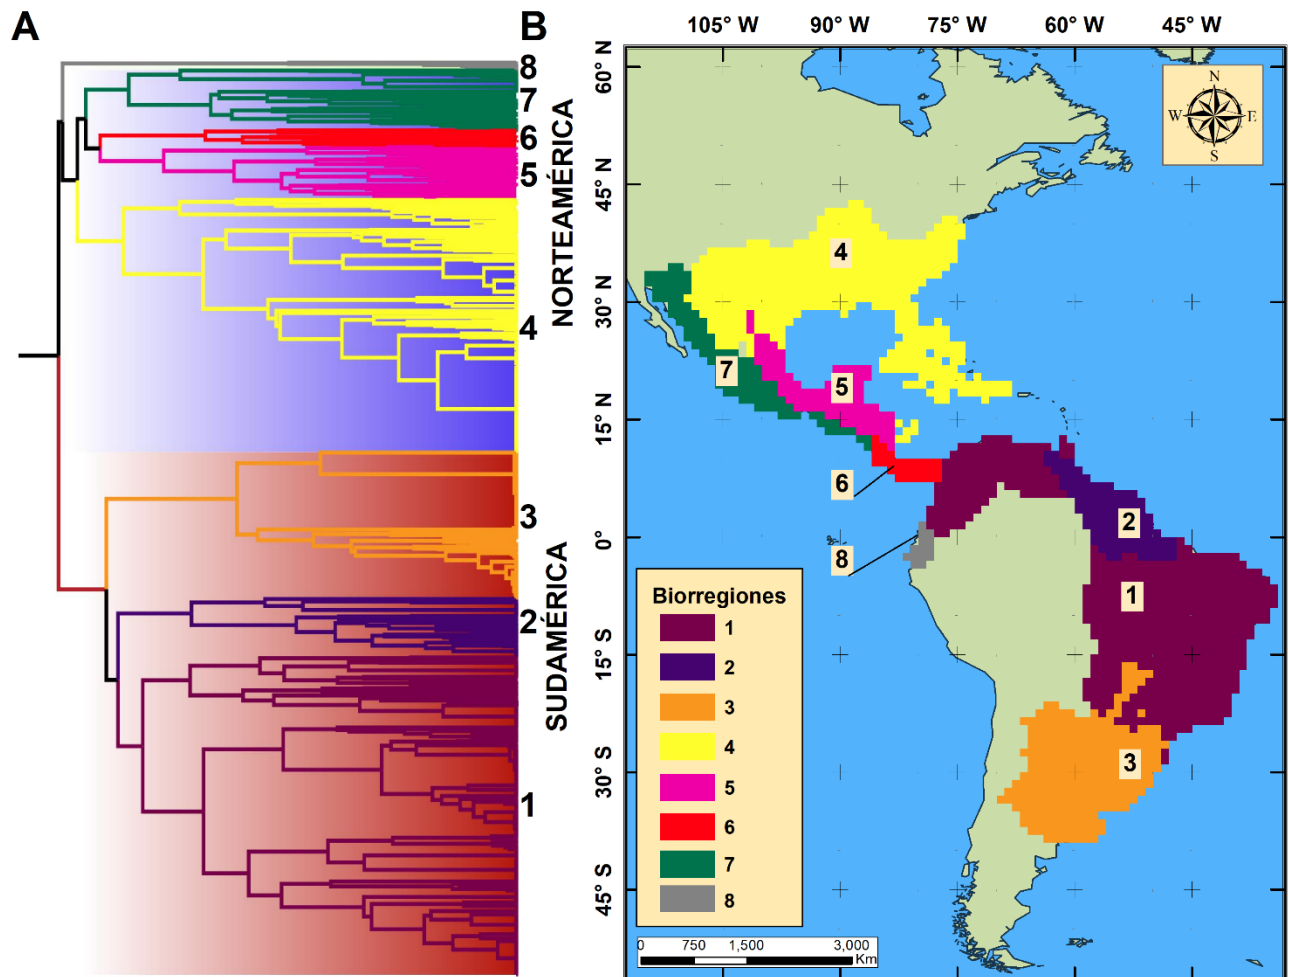 A
8
7
6
5
4
3
2
1
NORTEAMÉRICA
SUDAMÉRICA
B
105° W
90° W
75° W
60° W
45° W
60° N
45° N
30° N
15° N
0°
15° S
30° S
45° S
N
W
E
S
4
7
5
6
8
2
1
3
Biorregiones
1
2
3
4
5
6
7
8
0 750 1,500 3,000
Km